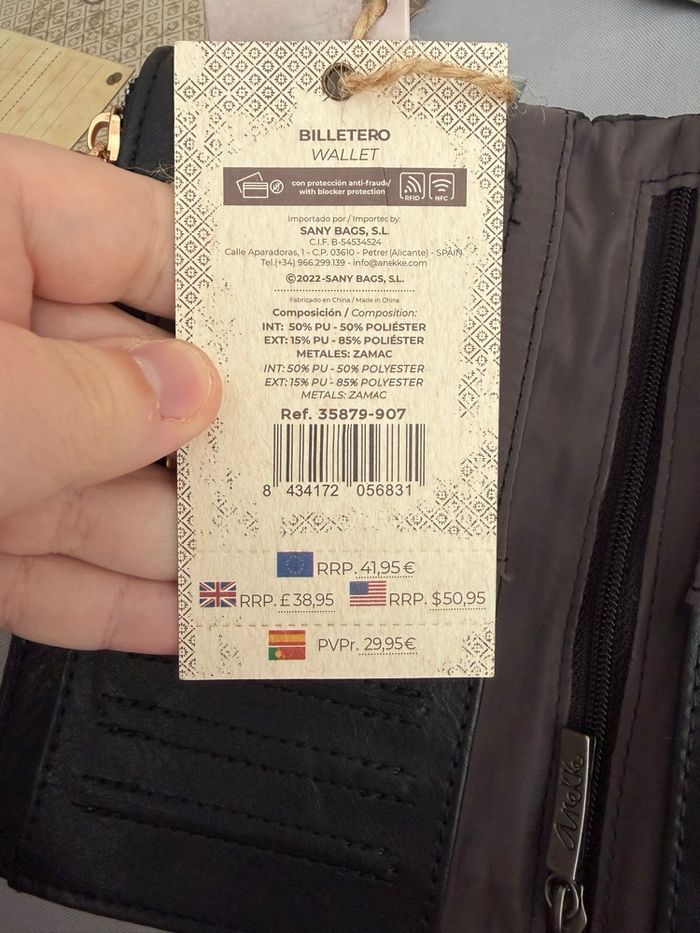 BILLETERO
WALLET
con protección anti-fraude/
with blocker protection
RFID
NFC
Importado por / Imported by:
SANY BAGS, S.L.
C.I.F. B-54534524
Calle Aparadoras, 1 - C.P. 03610 - Petrer (Alicante) - SPAIN.
Tel.(+34) 966.299.139 - info@anekke.com
©2022-SANY BAGS, S.L.
Fabricado en China / Made in China
Composición / Composition:
INT: 50% PU - 50% POLIÉSTER
EXT: 15% PU - 85% POLIÉSTER
METALES: ZAMAC
INT: 50% PU - 50% POLYESTER
EXT: 15% PU - 85% POLYESTER
METALS: ZAMAC
Ref. 35879-907
8 434172 056831
RRP. 41,95 €
RRP. £ 38,95 RRP. $50,95
PVPr. 29,95€
Anekke